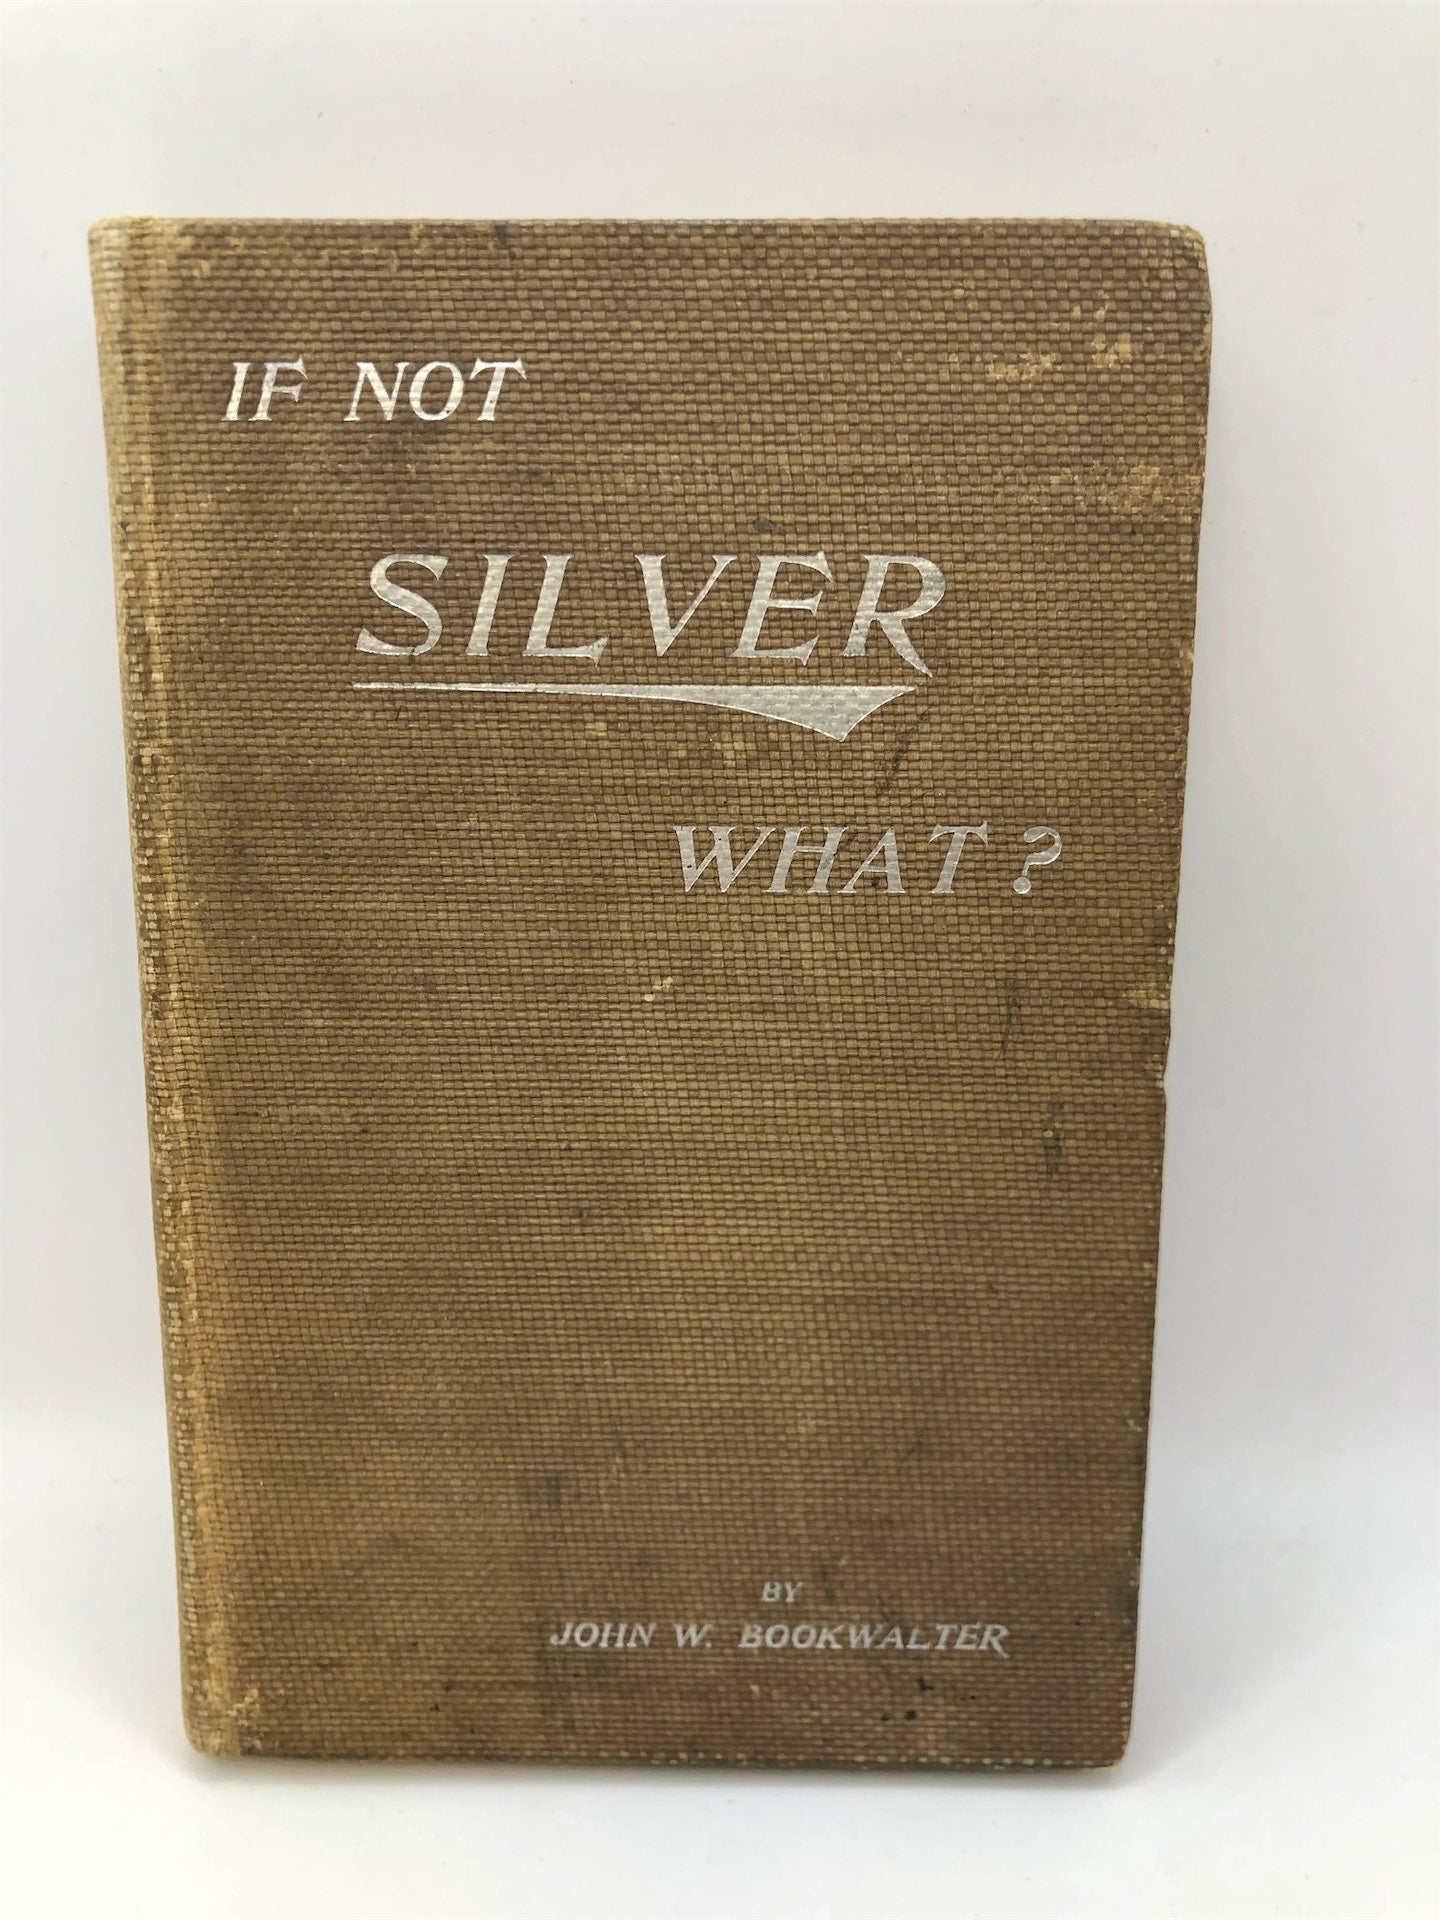 IF NOT
SILVER
WHAT?
BY
JOHN W. BOOKWALTER